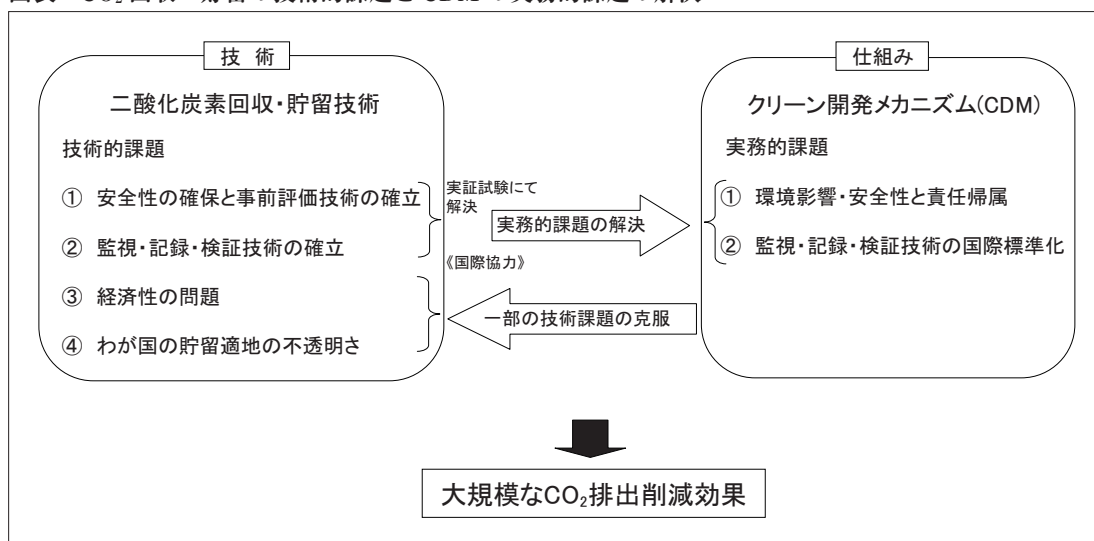 技 術
二酸化炭素回収・貯留技術
技術的課題
① 安全性の確保と事前評価技術の確立
② 監視・記録・検証技術の確立
③ 経済性の問題
④ わが国の貯留適地の不透明さ
実証試験にて
解決
実務的課題の解決
《国際協力》
一部の技術課題の克服
仕組み
クリーン開発メカニズム(CDM)
実務的課題
① 環境影響・安全性と責任帰属
② 監視・記録・検証技術の国際標準化
大規模なCO₂排出削減効果